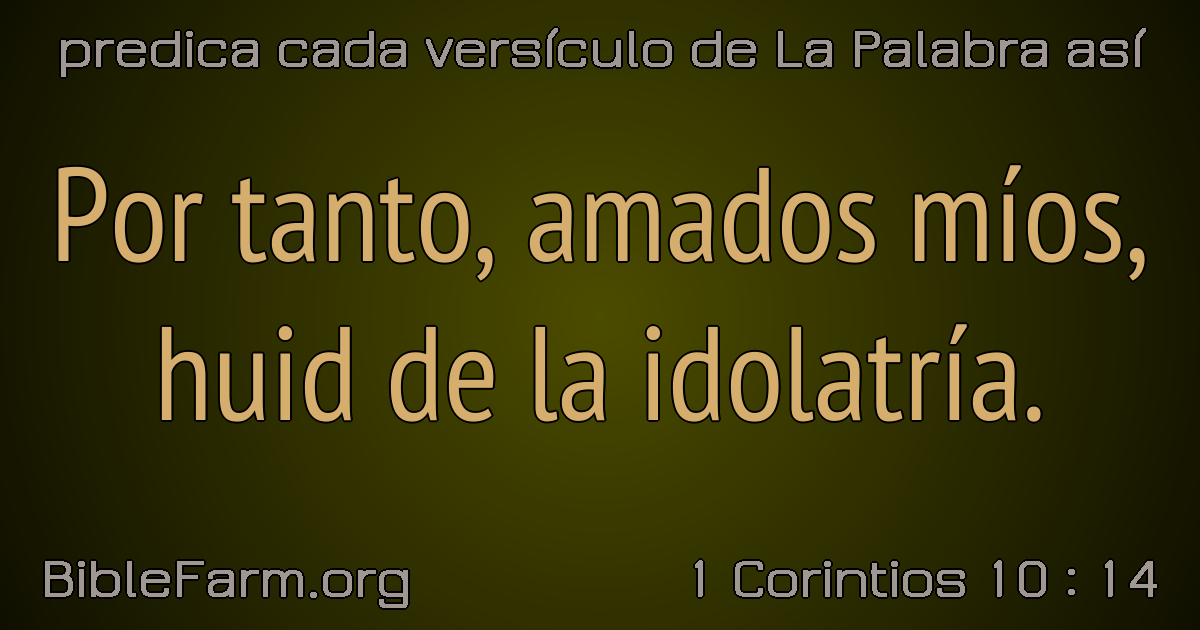 predica cada versículo de La Palabra así
Por tanto, amados míos,
huid de la idolatría.
BibleFarm.org
1 Corintios 10 : 14